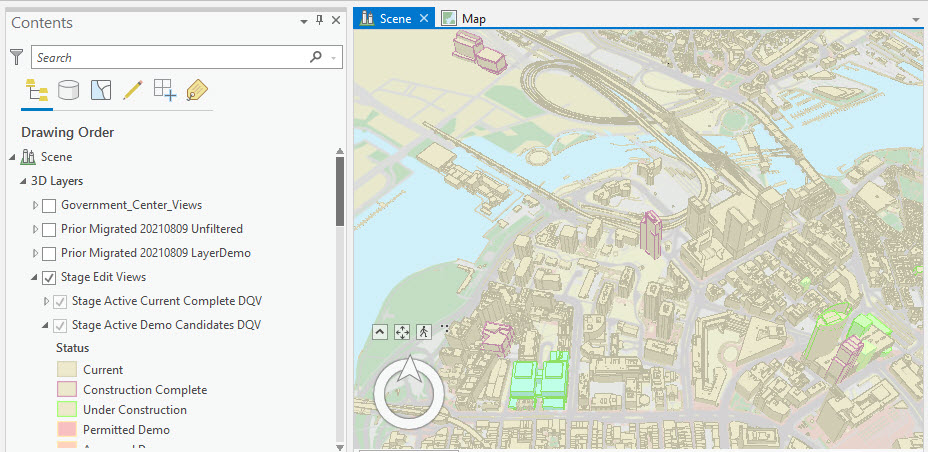 Contents
Search
Drawing Order
Scene
3D Layers
Government_Center_Views
Prior Migrated 20210809 Unfiltered
Prior Migrated 20210809 LayerDemo
Stage Edit Views
Stage Active Current Complete DQV
Stage Active Demo Candidates DQV
Status
Current
Construction Complete
Under Construction
Permitted Demo
Scene
Map